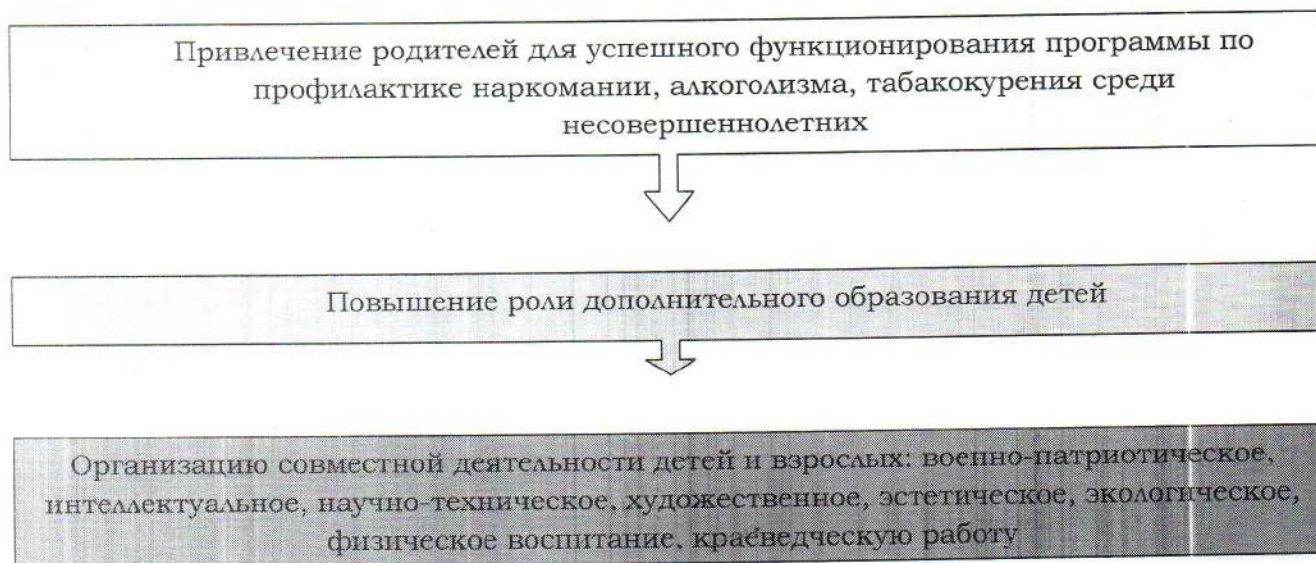 Привлечение родителей для успешного функционирования программы по
профилактике наркомании, алкоголизма, табакокурения среди
несовершеннолетних
Повышение роли дополнительного образования детей
Организацию совместной деятельности детей и взрослых: военно-патриотическое,
интеллектуальное, научно-техническое, художественное, эстетическое, экологическое,
физическое воспитание, краеведческую работу